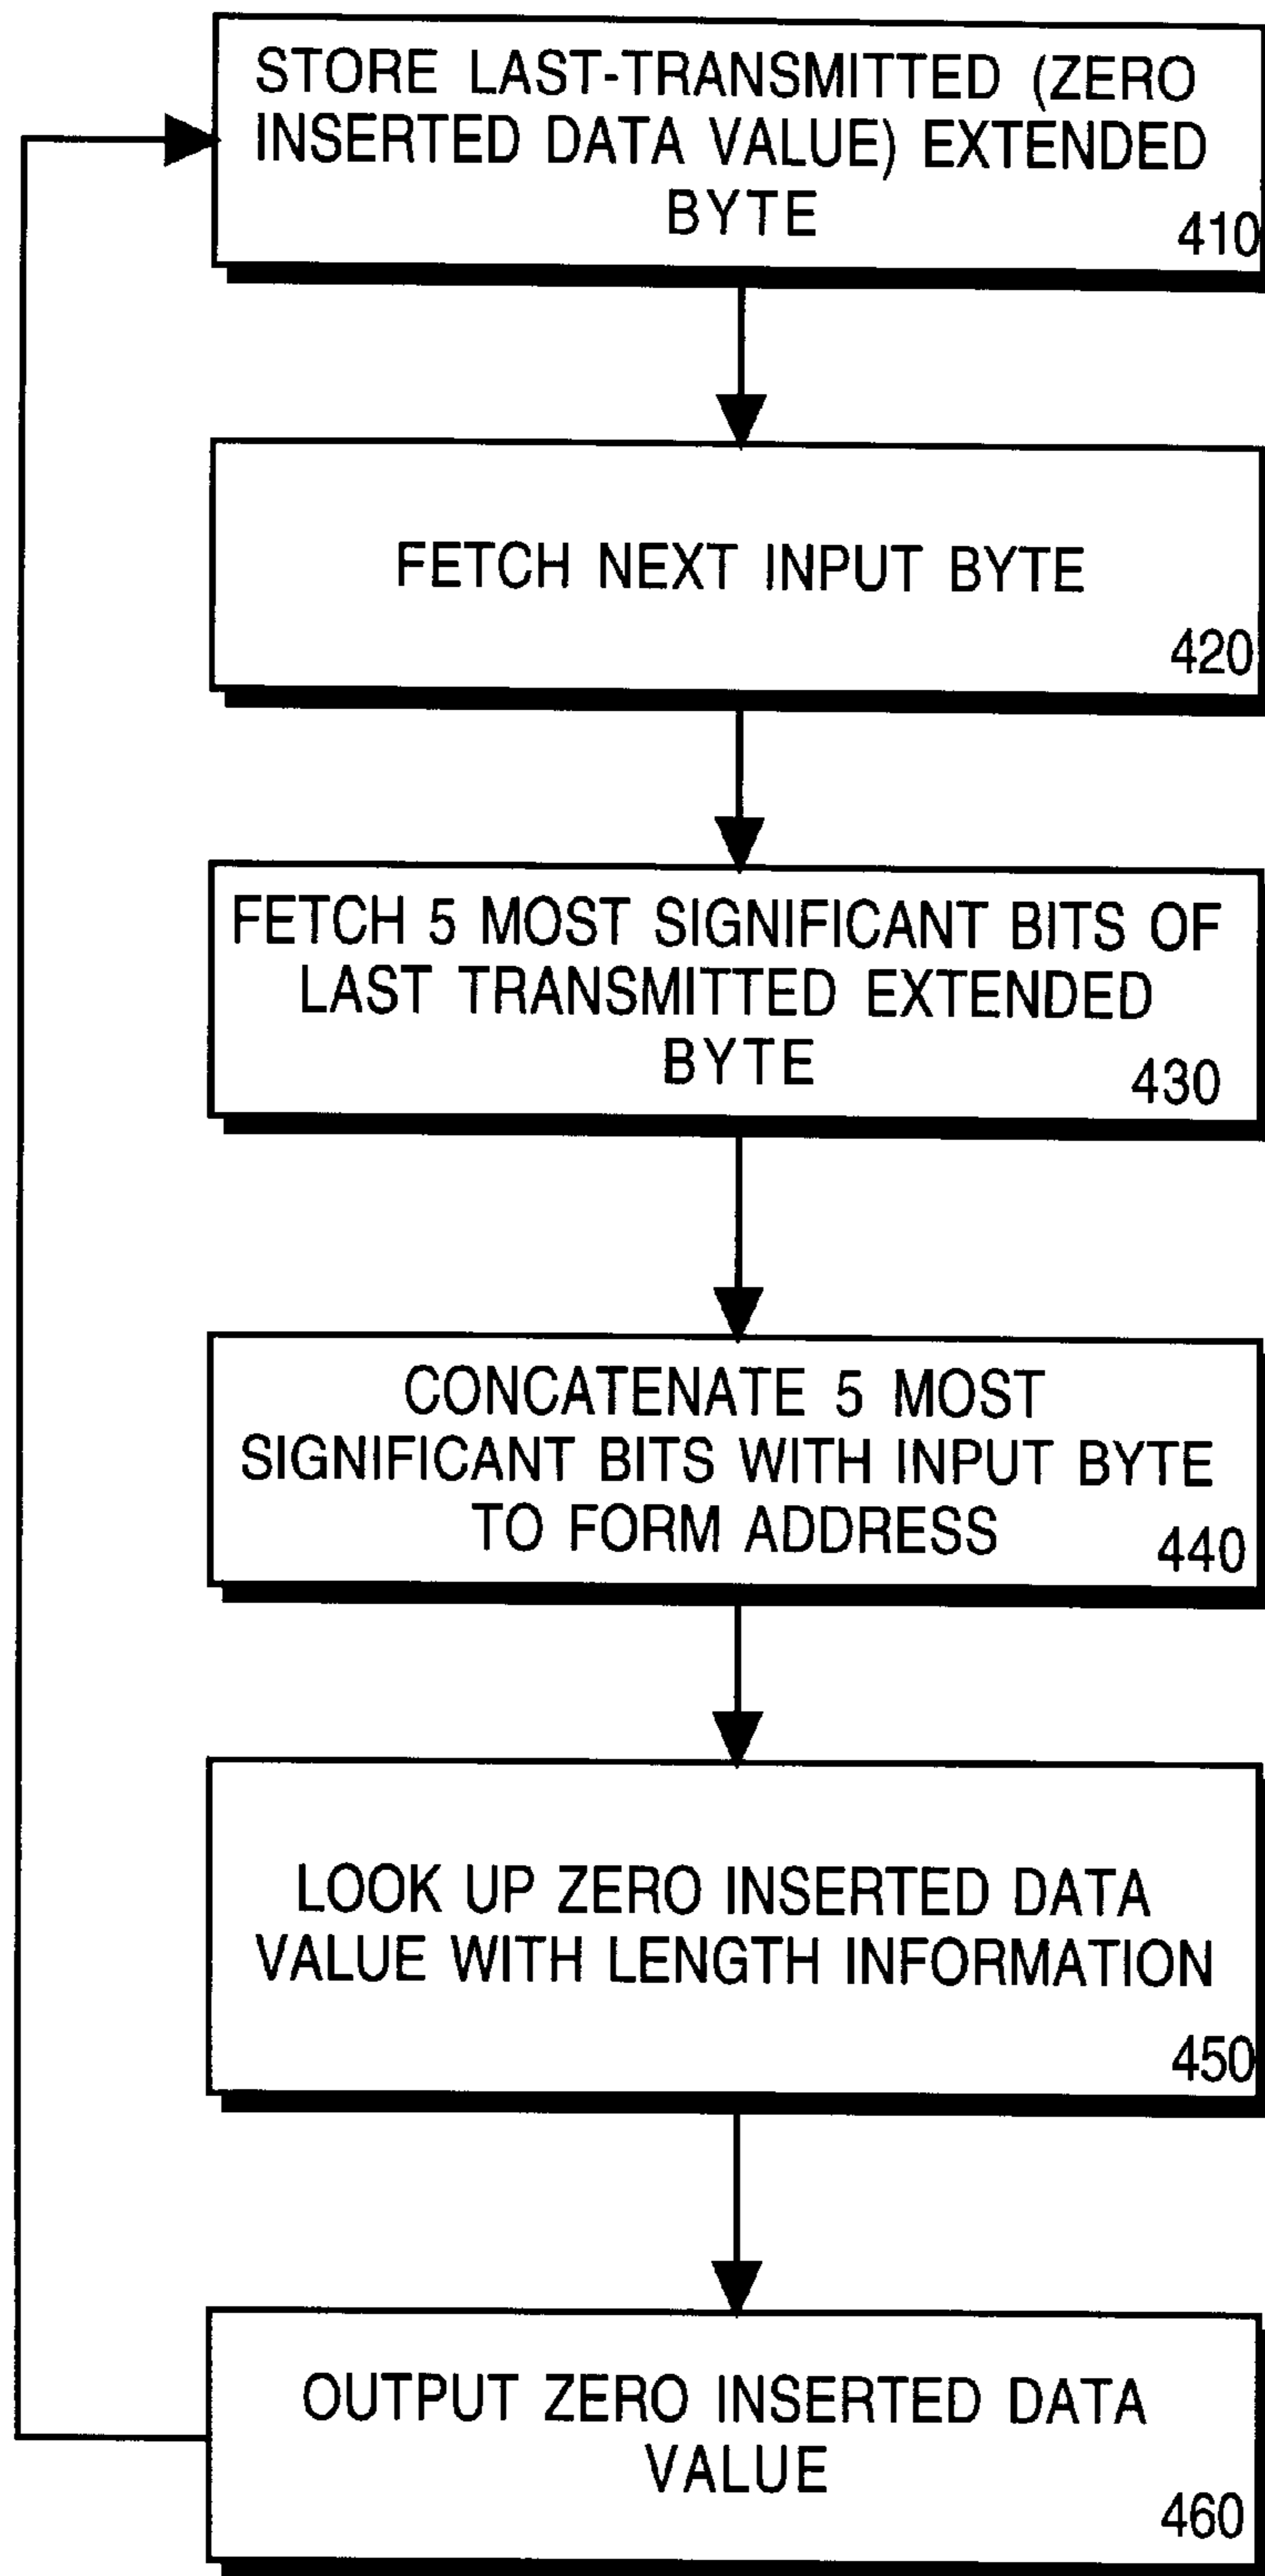 STORE LAST-TRANSMITTED (ZERO
INSERTED DATA VALUE) EXTENDED
BYTE
410
FETCH NEXT INPUT BYTE
420
FETCH 5 MOST SIGNIFICANT BITS OF
LAST TRANSMITTED EXTENDED
BYTE
430
CONCATENATE 5 MOST
SIGNIFICANT BITS WITH INPUT BYTE
TO FORM ADDRESS
440
LOOK UP ZERO INSERTED DATA
VALUE WITH LENGTH INFORMATION
450
OUTPUT ZERO INSERTED DATA
VALUE
460